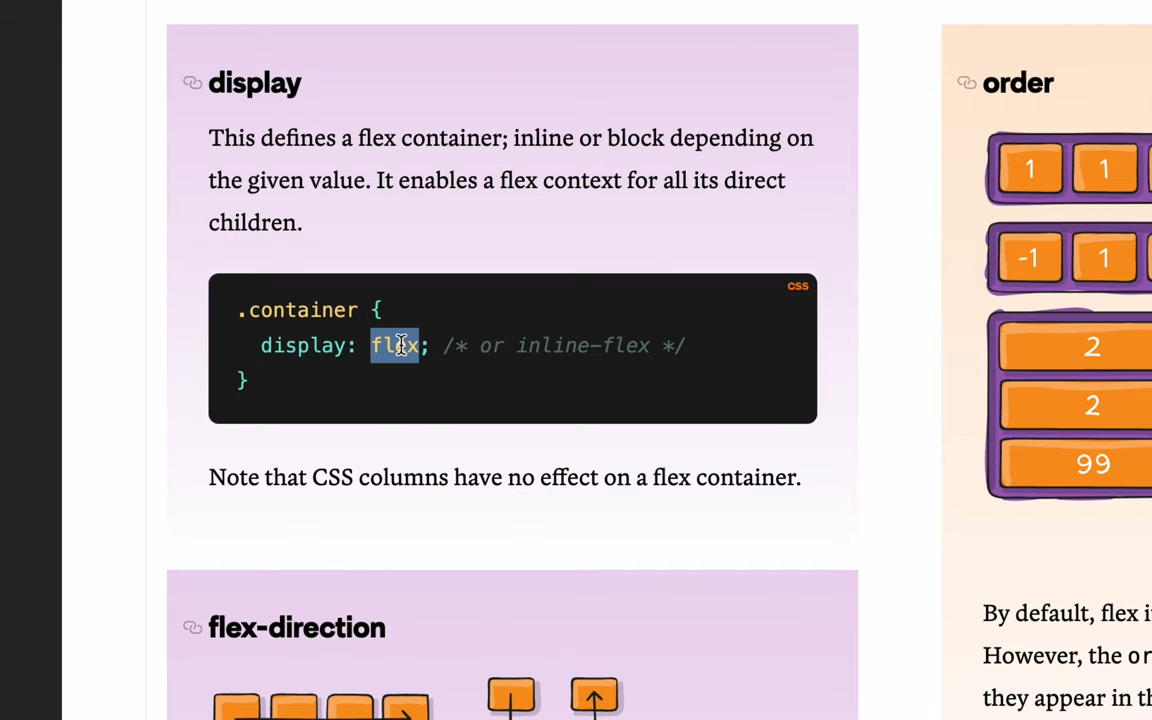 display
This defines a flex container; inline or block depending on
the given value. It enables a flex context for all its direct
children.
CSS
.container {
display: flex; /* or inline-flex */
}
Note that CSS columns have no effect on a flex container.
flex-direction
order
1 1
-1 1
2
2
99
By default, flex
However, the
they appear in